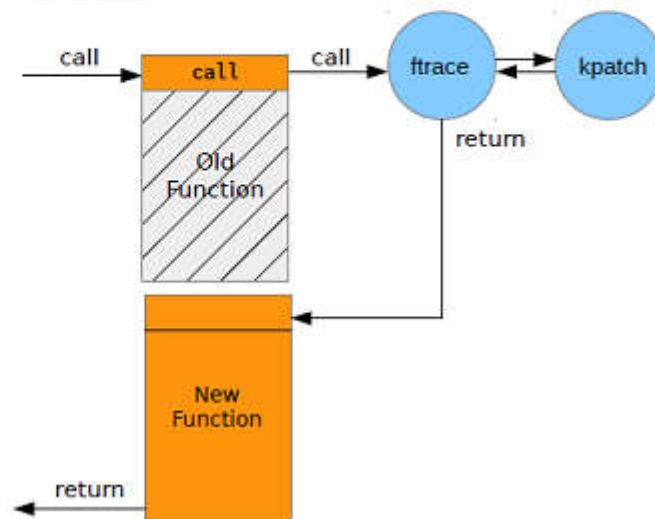 call
call
call
ftrace
kpatch
Old
Function
return
New
Function
return